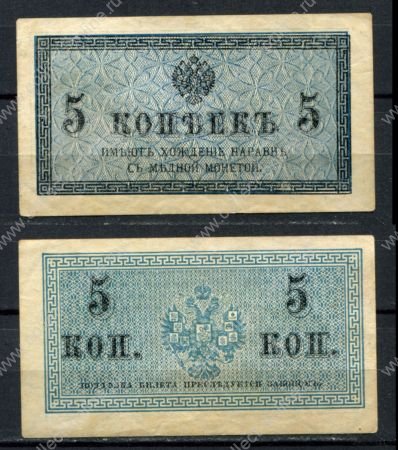 5 КОПѢЕКЪ 5
ИМѢЮТЪ ХОЖДЕНІЕ НАРАВНѢ
СЪ МѢДНОЙ МОНЕТОЙ.
5 5
КОП. КОП.
ПОДДѢЛКА БИЛЕТА ПРЕСЛѢДУЕТСЯ ЗАКОНОМЪ.